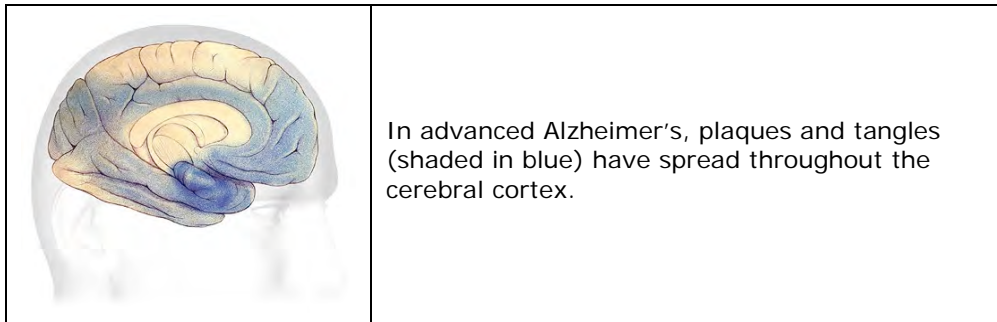 In advanced Alzheimer's, plaques and tangles
(shaded in blue) have spread throughout the
cerebral cortex.